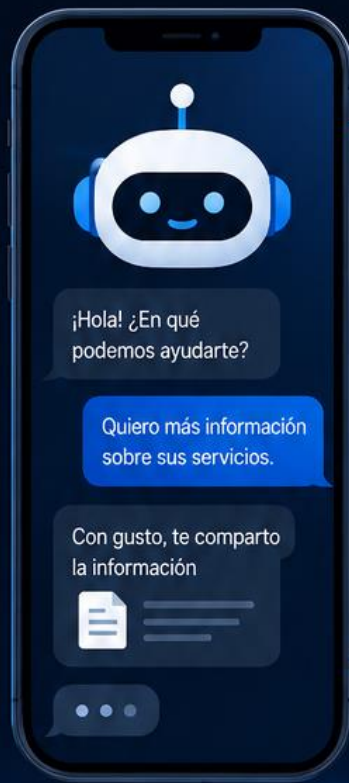 ¡Hola! ¿En qué
podemos ayudarte?
Quiero más información
sobre sus servicios.
Con gusto, te comparto
la información